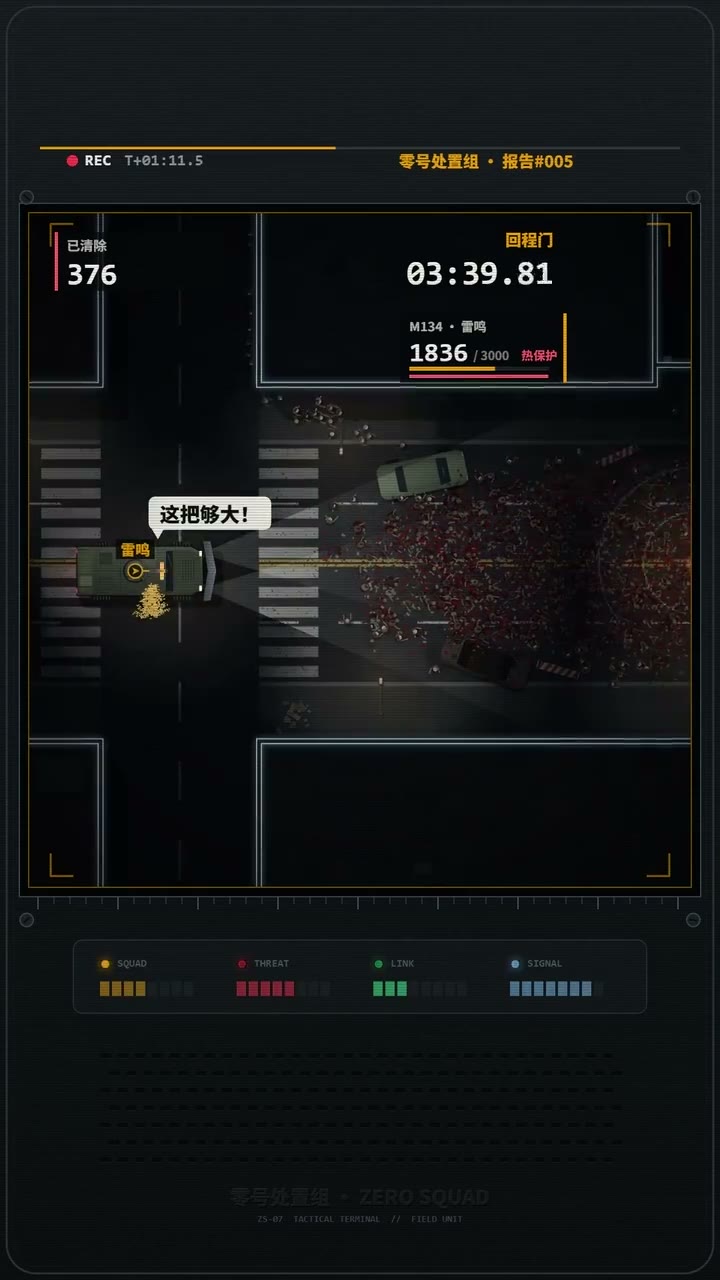 REC T+01:11.5
零号处置组 • 报告#005
已清除
376
回程门
03:39.81
M134 • 雷鸣
1836 / 3000 热保护
这把够大!
雷鸣
SQUAD THREAT LINK SIGNAL
零号处置组 • ZERO SQUAD
ZS-07 TACTICAL TERMINAL // FIELD UNIT